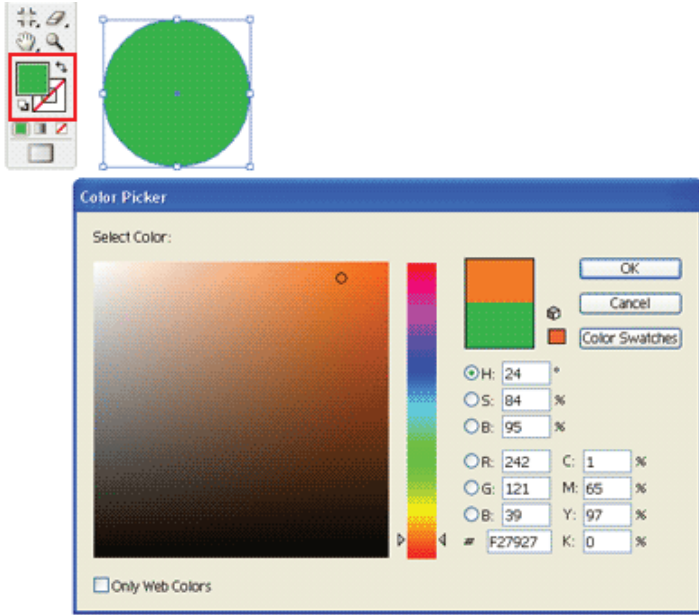 Color Picker
Select Color:
OK
Cancel
Color Swatches
H: 24 °
S: 84 %
B: 95 %
R: 242 C: 1 %
G: 121 M: 65 %
B: 39 Y: 97 %
# F27927 K: 0 %
Only Web Colors